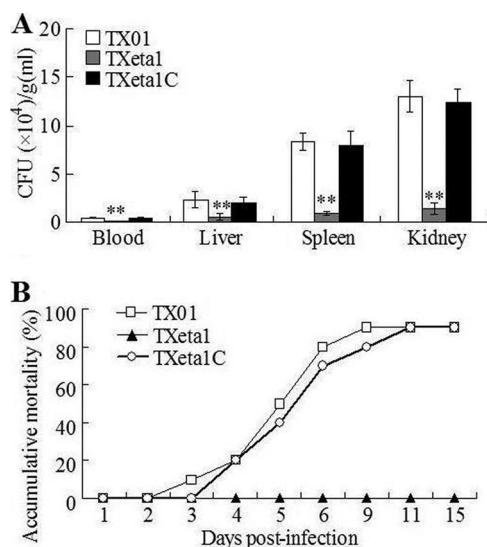 A
TX01
TXeta1
TXeta1C
CFU (×10⁴)/g(ml)
20
15
10
5
0
**
**
**
**
Blood Liver Spleen Kidney
B
TX01
TXeta1
TXeta1C
Accumulative mortality (%)
100
80
60
40
20
0
1 2 3 4 5 6 9 11 15
Days post-infection